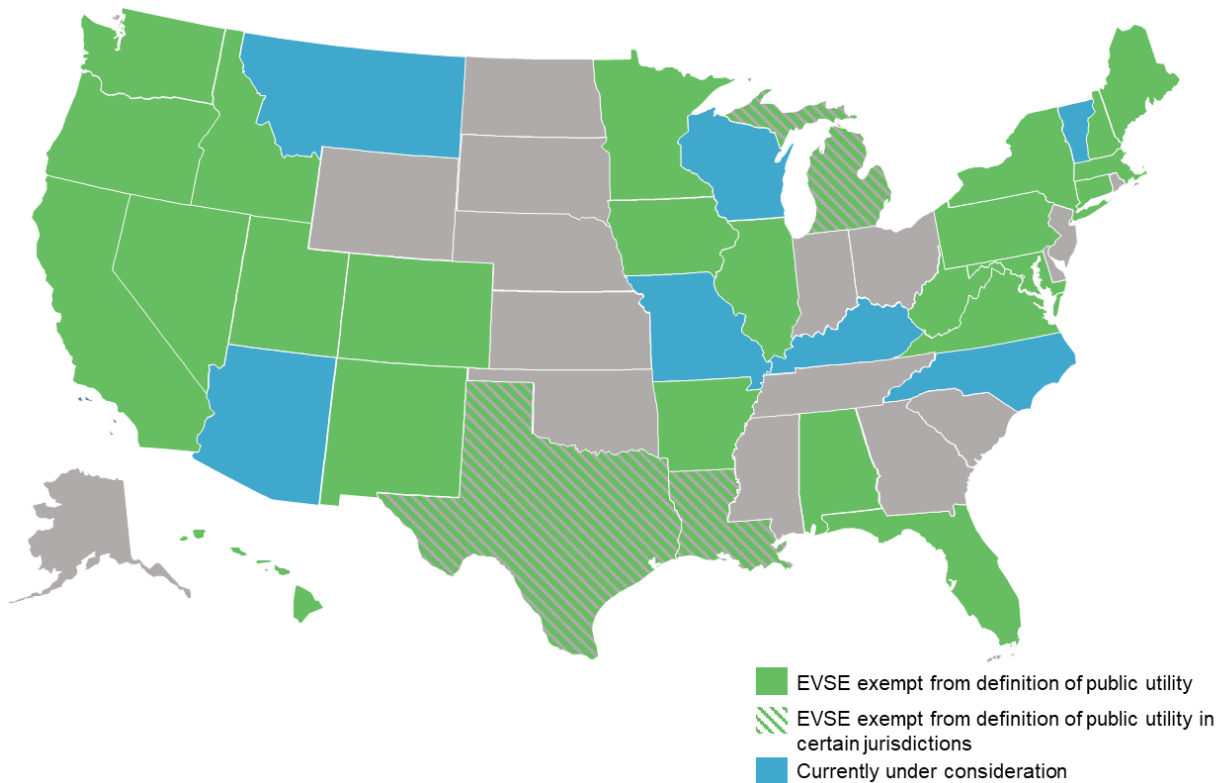 EVSE exempt from definition of public utility
EVSE exempt from definition of public utility in
certain jurisdictions
Currently under consideration